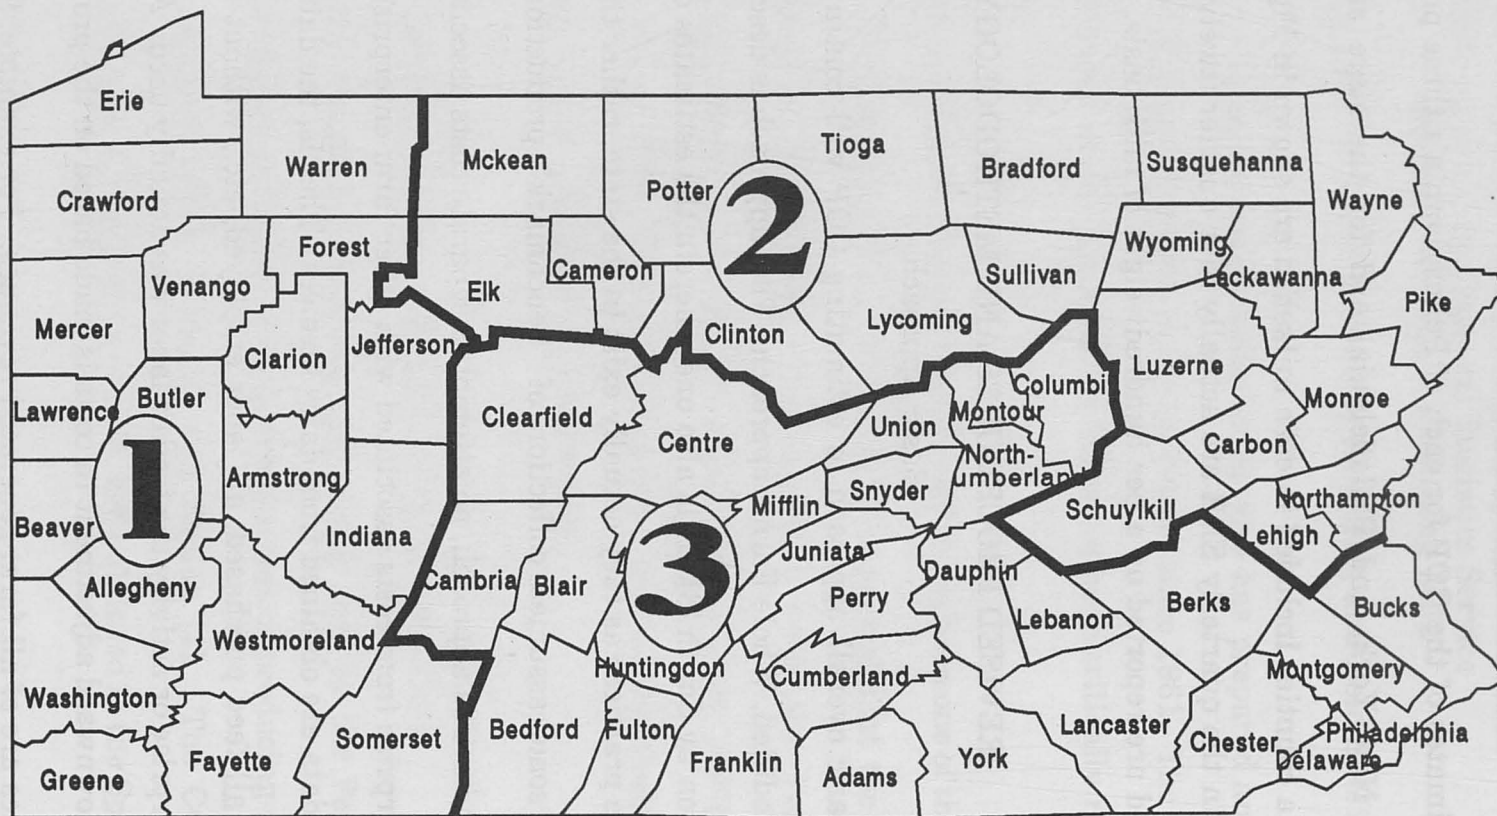 Erie
Warren
Mckean
Potter
Tioga
Bradford
Susquehanna
Wayne
Crawford
Forest
Venango
Elk
Cameron
2
Sullivan
Wyoming
Lackawanna
Pike
Mercer
Clarion
Jefferson
Clinton
Lycoming
Luzerne
Monroe
Lawrence
Butler
Clearfield
Centre
Union
Montour
Columbi
Carbon
1
Armstrong
Beaver
Indiana
Mifflin
Snyder
North-
umberland
Schuylkill
Northampton
Lehigh
Allegheny
Cambria
Blair
3
Juniata
Perry
Dauphin
Lebanon
Berks
Bucks
Westmoreland
Huntingdon
Cumberland
Montgomery
Washington
Greene
Fayette
Somerset
Bedford
Fulton
Franklin
Adams
York
Lancaster
Chester
Delaware
Philadelphia